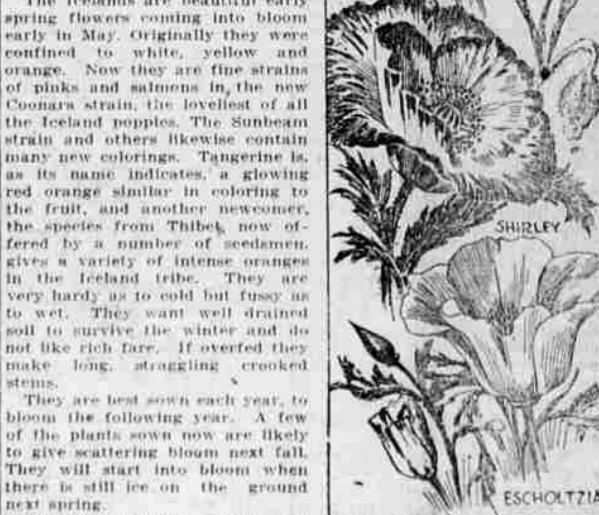 The Icelands are beautiful early
spring flowers coming into bloom
early in May. Originally they were
confined to white, yellow and
orange. Now they are fine strains
of pinks and salmons in the new
Coonara strain, the loveliest of all
the Iceland poppies. The Sunbeam
strain and others likewise contain
many new colorings. Tangerine is,
as its name indicates, a glowing
red orange similar in coloring to
the fruit, and another newcomer,
the species from Thibet, now of-
fered by a number of seedsmen,
gives a variety of intense oranges
in the Iceland tribe. They are
very hardy as to cold but fussy as
to wet. They want well drained
soil to survive the winter and do
not like rich fare. If overfed they
make long, straggling crooked
stems.
They are best sown each year, to
bloom the following year. A few
of the plants sown now are likely
to give scattering bloom next fall.
They will start into bloom when
there is still ice on the ground
next spring.
SHIRLEY
ESCHOLTZIA